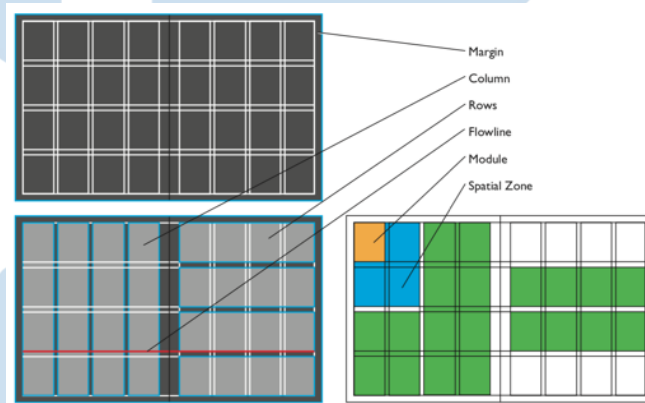 Margin
Column
Rows
Flowline
Module
Spatial Zone